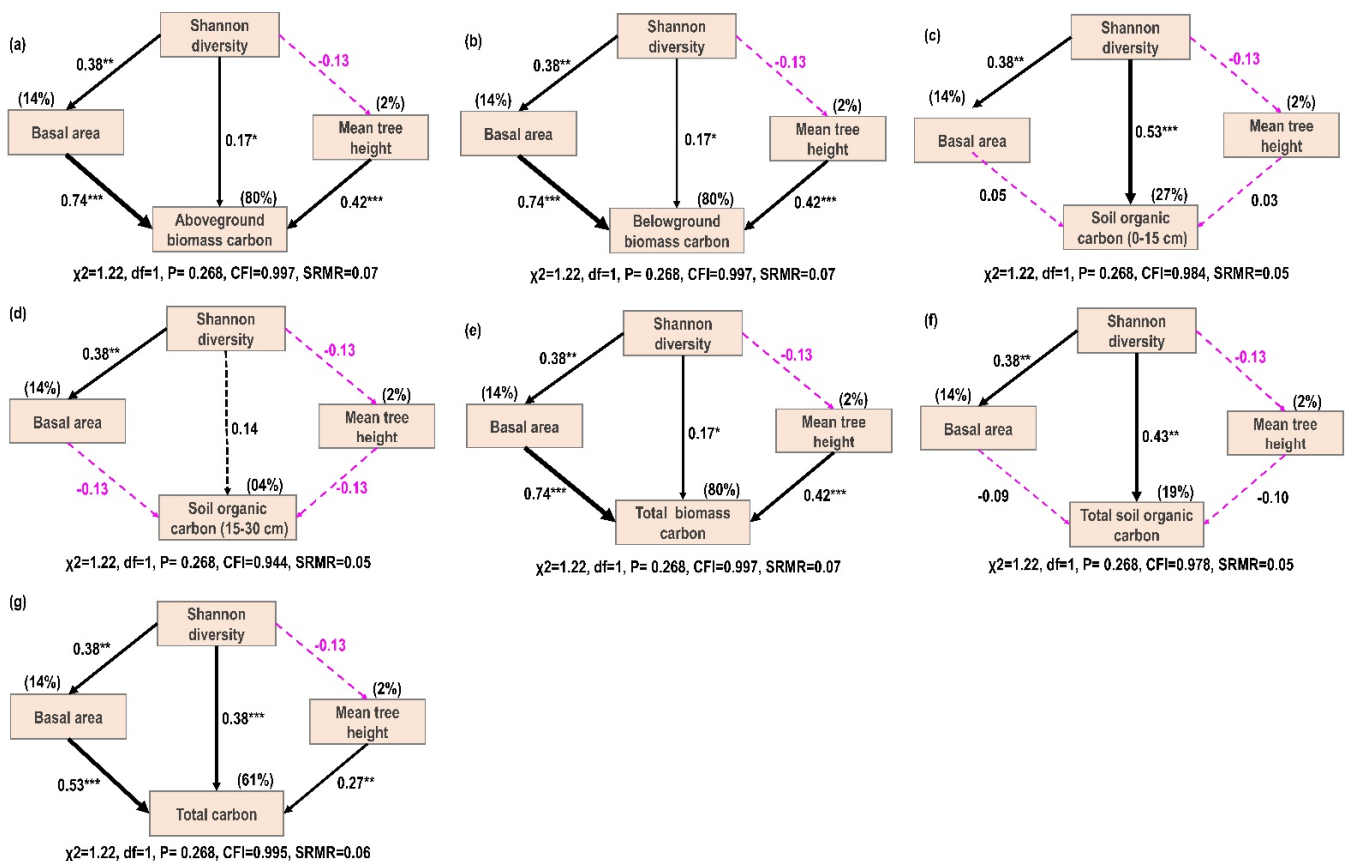 (a)
Shannon
diversity
0.38**
-0.13
(14%)
(2%)
Basal area
Mean tree
height
0.17*
0.74***
0.42***
(80%)
Aboveground
biomass carbon
χ2=1.22, df=1, P= 0.268, CFI=0.997, SRMR=0.07
(b)
Shannon
diversity
0.38**
-0.13
(14%)
(2%)
Basal area
Mean tree
height
0.17*
0.74***
0.42***
(80%)
Belowground
biomass carbon
χ2=1.22, df=1, P= 0.268, CFI=0.997, SRMR=0.07
(c)
Shannon
diversity
0.38**
-0.13
(14%)
(2%)
Basal area
Mean tree
height
0.53***
0.05
0.03
(27%)
Soil organic
carbon (0-15 cm)
χ2=1.22, df=1, P= 0.268, CFI=0.984, SRMR=0.05
(d)
Shannon
diversity
0.38**
-0.13
(14%)
(2%)
Basal area
Mean tree
height
0.14
-0.13
-0.13
(04%)
Soil organic
carbon (15-30 cm)
χ2=1.22, df=1, P= 0.268, CFI=0.944, SRMR=0.05
(e)
Shannon
diversity
0.38**
-0.13
(14%)
(2%)
Basal area
Mean tree
height
0.17*
0.74***
0.42***
(80%)
Total biomass
carbon
χ2=1.22, df=1, P= 0.268, CFI=0.997, SRMR=0.07
(f)
Shannon
diversity
0.38**
-0.13
(14%)
(2%)
Basal area
Mean tree
height
0.43**
-0.09
-0.10
(19%)
Total soil organic
carbon
χ2=1.22, df=1, P= 0.268, CFI=0.978, SRMR=0.05
(g)
Shannon
diversity
0.38**
-0.13
(14%)
(2%)
Basal area
Mean tree
height
0.38***
0.53***
0.27**
(61%)
Total carbon
χ2=1.22, df=1, P= 0.268, CFI=0.995, SRMR=0.06